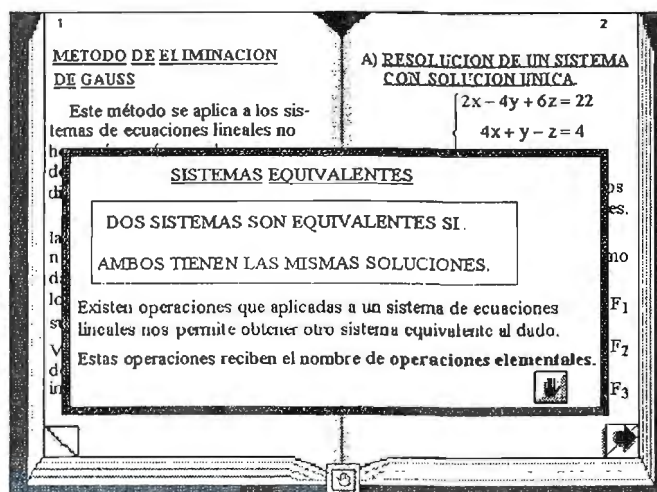 1
METODO DE ELIMINACION
DE GAUSS
Este método se aplica a los sis-
temas de ecuaciones lineales no
2
A) RESOLUCION DE UN SISTEMA
CON SOLUCION UNICA.
2x – 4y + 6z = 22
4x + y – z = 4
SISTEMAS EQUIVALENTES
DOS SISTEMAS SON EQUIVALENTES SI.
AMBOS TIENEN LAS MISMAS SOLUCIONES.
Existen operaciones que aplicadas a un sistema de ecuaciones
lineales nos permite obtener otro sistema equivalente al dado.
Estas operaciones reciben el nombre de operaciones elementales.
es.
F1
F2
F3